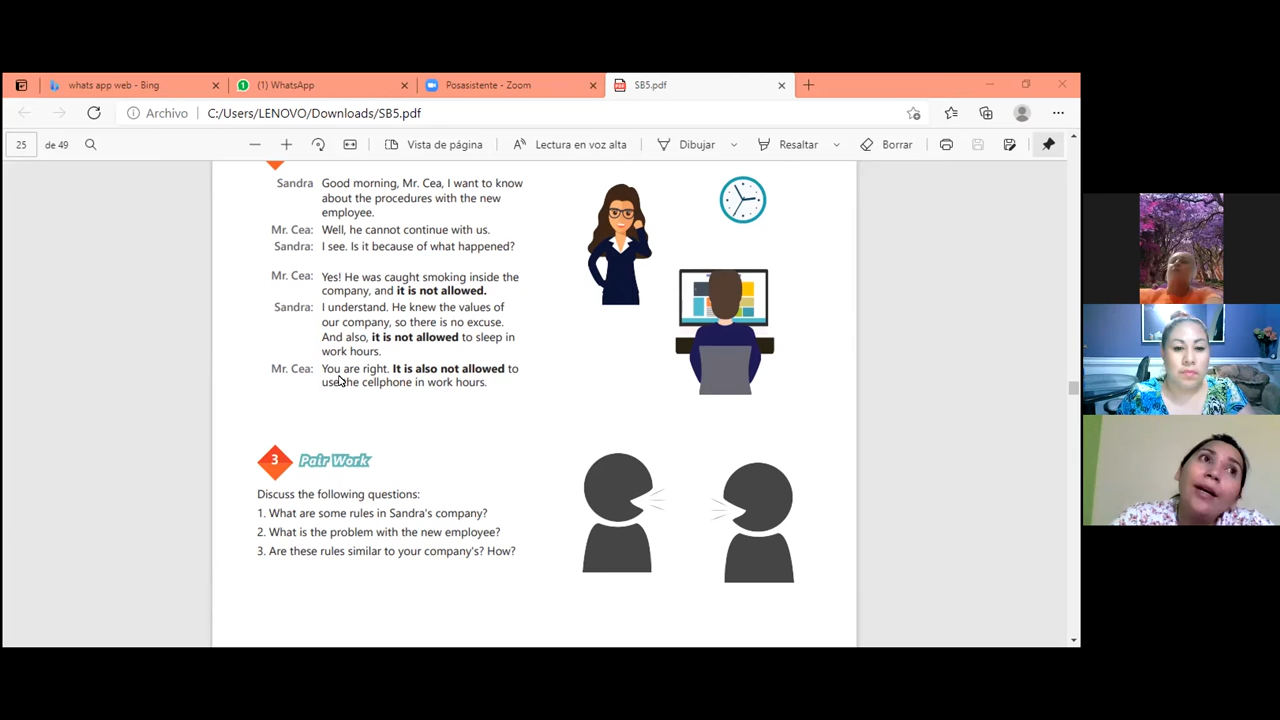 whats app web - Bing
(1) WhatsApp
Posasistente - Zoom
SB5.pdf
Archivo
C:/Users/LENOVO/Downloads/SB5.pdf
25
de 49
Vista de página
Lectura en voz alta
Dibujar
Resaltar
Borrar
Sandra Good morning, Mr. Cea, I want to know
about the procedures with the new
employee.
Mr. Cea: Well, he cannot continue with us.
Sandra: I see. Is it because of what happened?
Mr. Cea: Yes! He was caught smoking inside the
company, and it is not allowed.
Sandra: I understand. He knew the values of
our company, so there is no excuse.
And also, it is not allowed to sleep in
work hours.
Mr. Cea: You are right. It is also not allowed to
use the cellphone in work hours.
3 Pair Work
Discuss the following questions:
1. What are some rules in Sandra's company?
2. What is the problem with the new employee?
3. Are these rules similar to your company's? How?